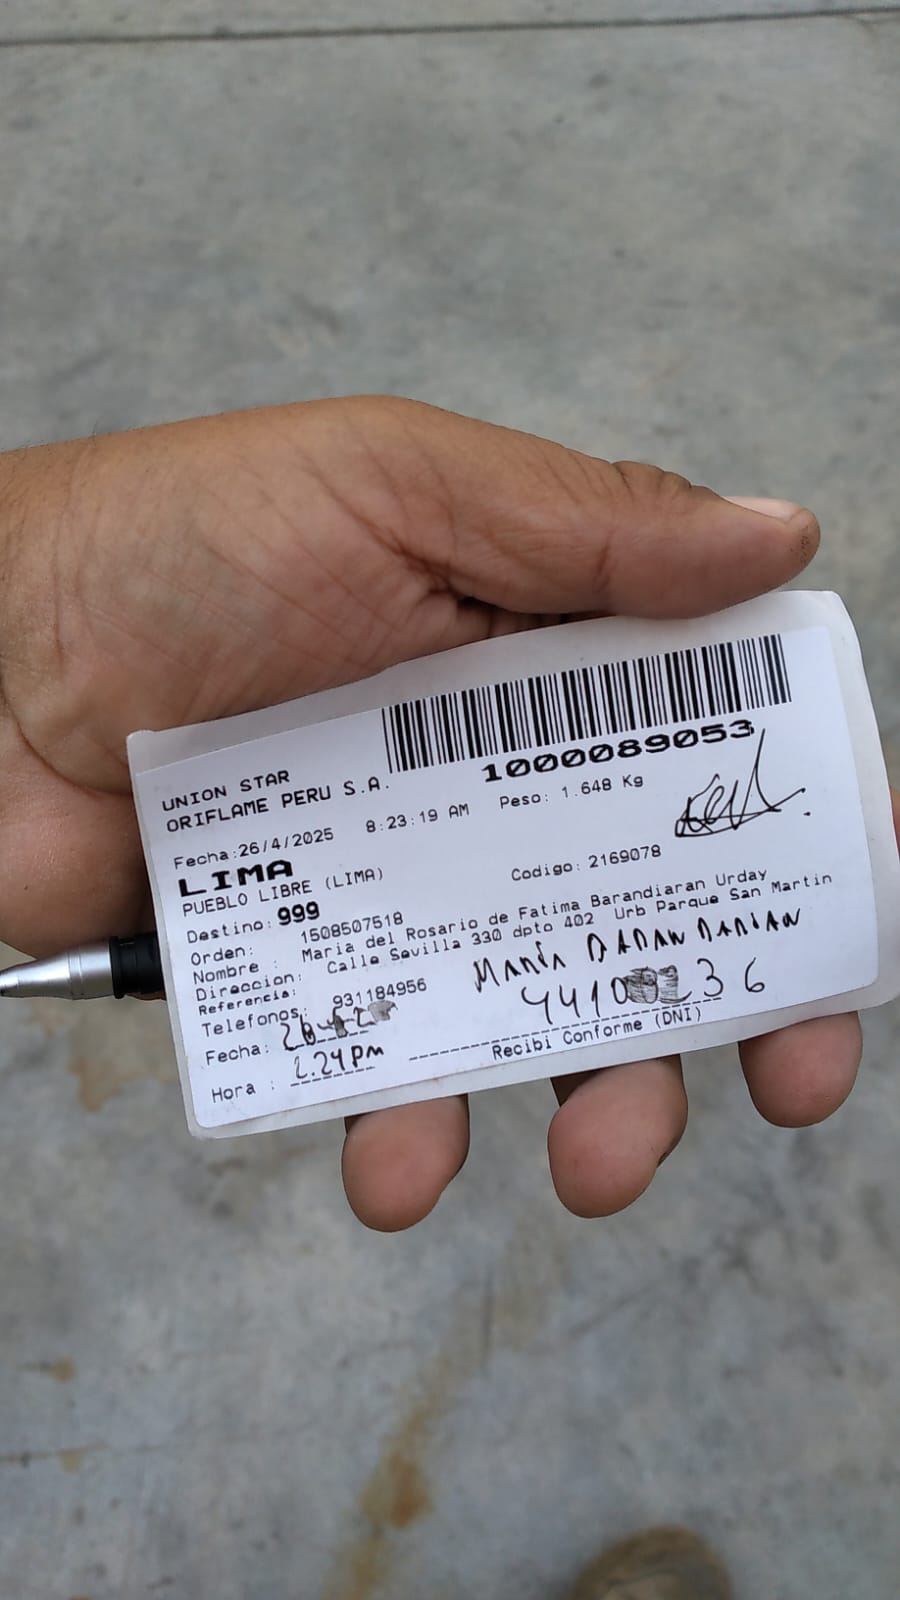 1000089053
UNION STAR
ORIFLAME PERU S.A.
Fecha:26/4/2025 8:23:19 AM Peso: 1.648 Kg
LIMA
PUEBLO LIBRE (LIMA) Codigo: 2169078
Destino: 999
Orden: 1508507518
Nombre : Maria del Rosario de Fatima Barandiaran Urday
Direccion: Calle Sevilla 330 dpto 402 Urb Parque San Martin
Referencia:
Telefonos: 931184956
Fecha:
Hora : 2.24pm
Recibi Conforme (DNI)